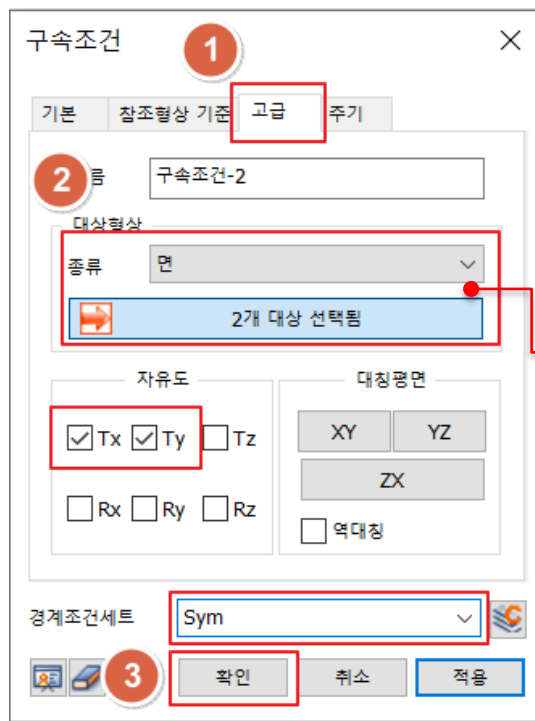 구속조건
1
기본 참조형상 기준 고급 주기
2 름 구속조건-2
대상형상
종류 면
2개 대상 선택됨
자유도 대칭평면
Tx Ty Tz XY YZ
ZX
Rx Ry Rz 역대칭
경계조건세트 Sym
3 확인 취소 적용